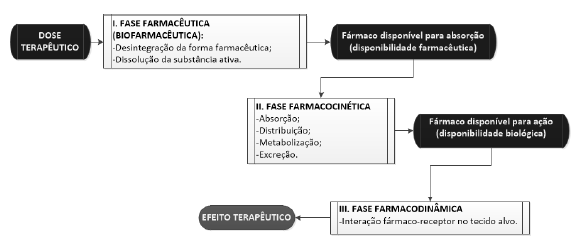 DOSE
TERAPÊUTICO
I. FASE FARMACÊUTICA
(BIOFARMACÊUTICA):
-Desintegração da forma farmacêutica;
-Dissolução da substância ativa.
Fármaco disponível para absorção
(disponibilidade farmacêutica)
II. FASE FARMACOCINÉTICA
-Absorção;
-Distribuição;
-Metabolização;
-Excreção.
Fármaco disponível para ação
(disponibilidade biológica)
III. FASE FARMACODINÂMICA
-Interação fármaco-receptor no tecido alvo.
EFEITO TERAPÊUTICO